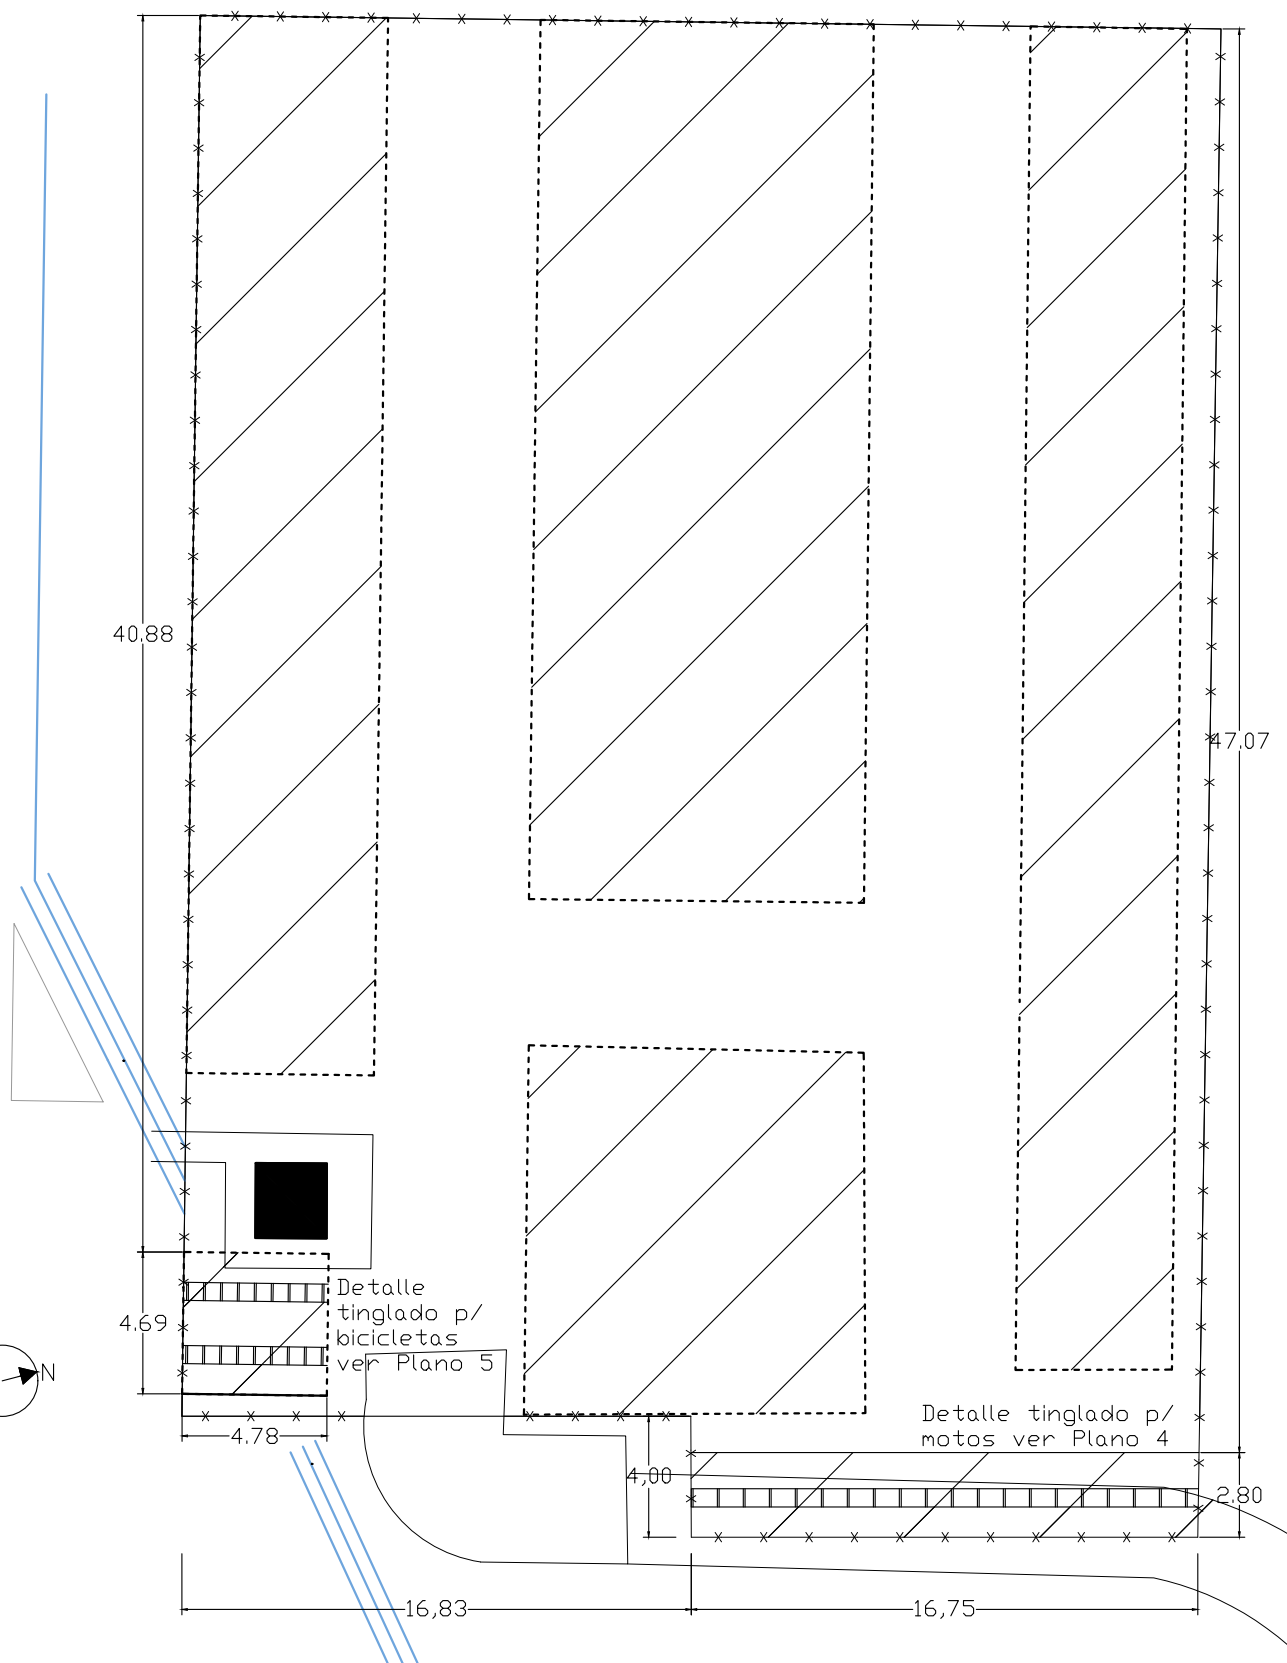 40.88
47.07
Detalle
tinglado p/
bicicletas
ver Plano 5
4.69
N
4.78
Detalle tinglado p/
motos ver Plano 4
4,00
2.80
16,83
16,75